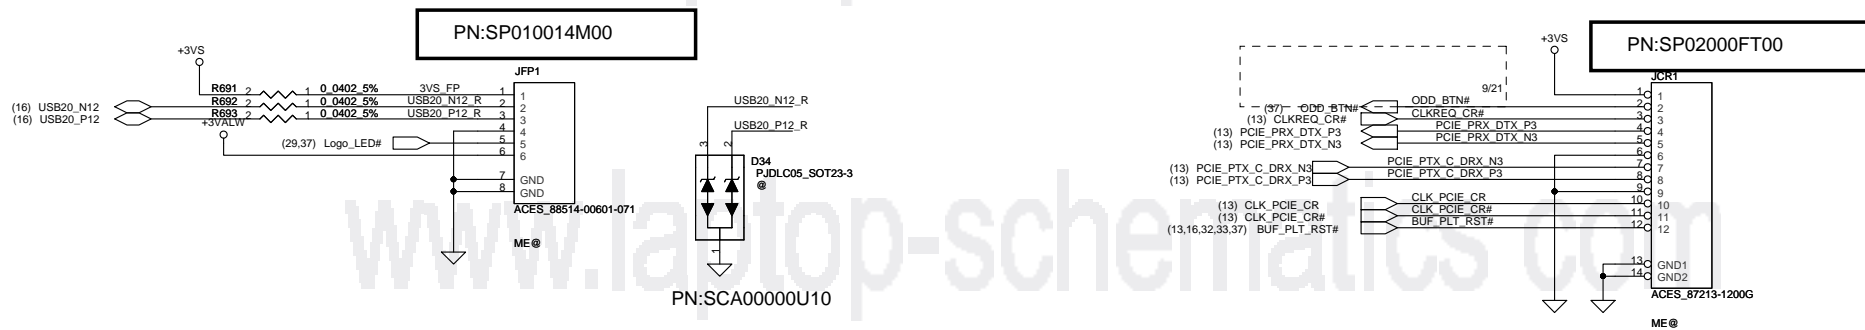 PN:SP010014M00
+3VS
JFP1
R691 2 1 0_0402_5% 3VS_FP 1 1
(16) USB20_N12 R692 2 1 0_0402_5% USB20_N12_R 2 2
(16) USB20_P12 R693 2 1 0_0402_5% USB20_P12_R 3 3
+3VALW
4 4
(29,37) Logo_LED# 5 5
6 6
7 GND
8 GND
ACES_88514-00601-071
ME@
USB20_N12_R
USB20_P12_R
3 2
D34
PJDLC05_SOT23-3
@
1
PN:SCA00000U10
PN:SP02000FT00
+3VS
JCR1
9/21
1 1
(37) ODD_BTN# ODD_BTN# 2 2
(13) CLKREQ_CR# CLKREQ_CR# 3 3
(13) PCIE_PRX_DTX_P3 PCIE_PRX_DTX_P3 4 4
(13) PCIE_PRX_DTX_N3 PCIE_PRX_DTX_N3 5 5
6 6
(13) PCIE_PTX_C_DRX_N3 PCIE_PTX_C_DRX_N3 7 7
(13) PCIE_PTX_C_DRX_P3 PCIE_PTX_C_DRX_P3 8 8
9 9
(13) CLK_PCIE_CR CLK_PCIE_CR 10 10
(13) CLK_PCIE_CR# CLK_PCIE_CR# 11 11
(13,16,32,33,37) BUF_PLT_RST# BUF_PLT_RST# 12 12
13 GND1
14 GND2
ACES_87213-1200G
ME@
www.laptop-schematics com